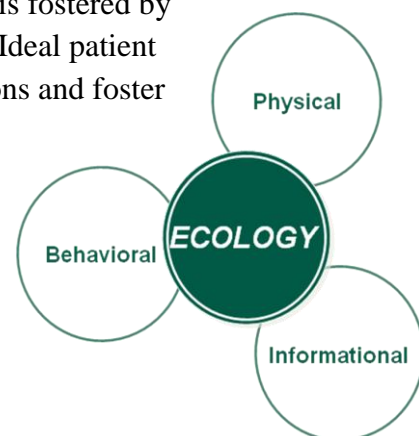 is fostered by
Ideal patient
ons and foster
Physical
ECOLOGY
Behavioral
Informational